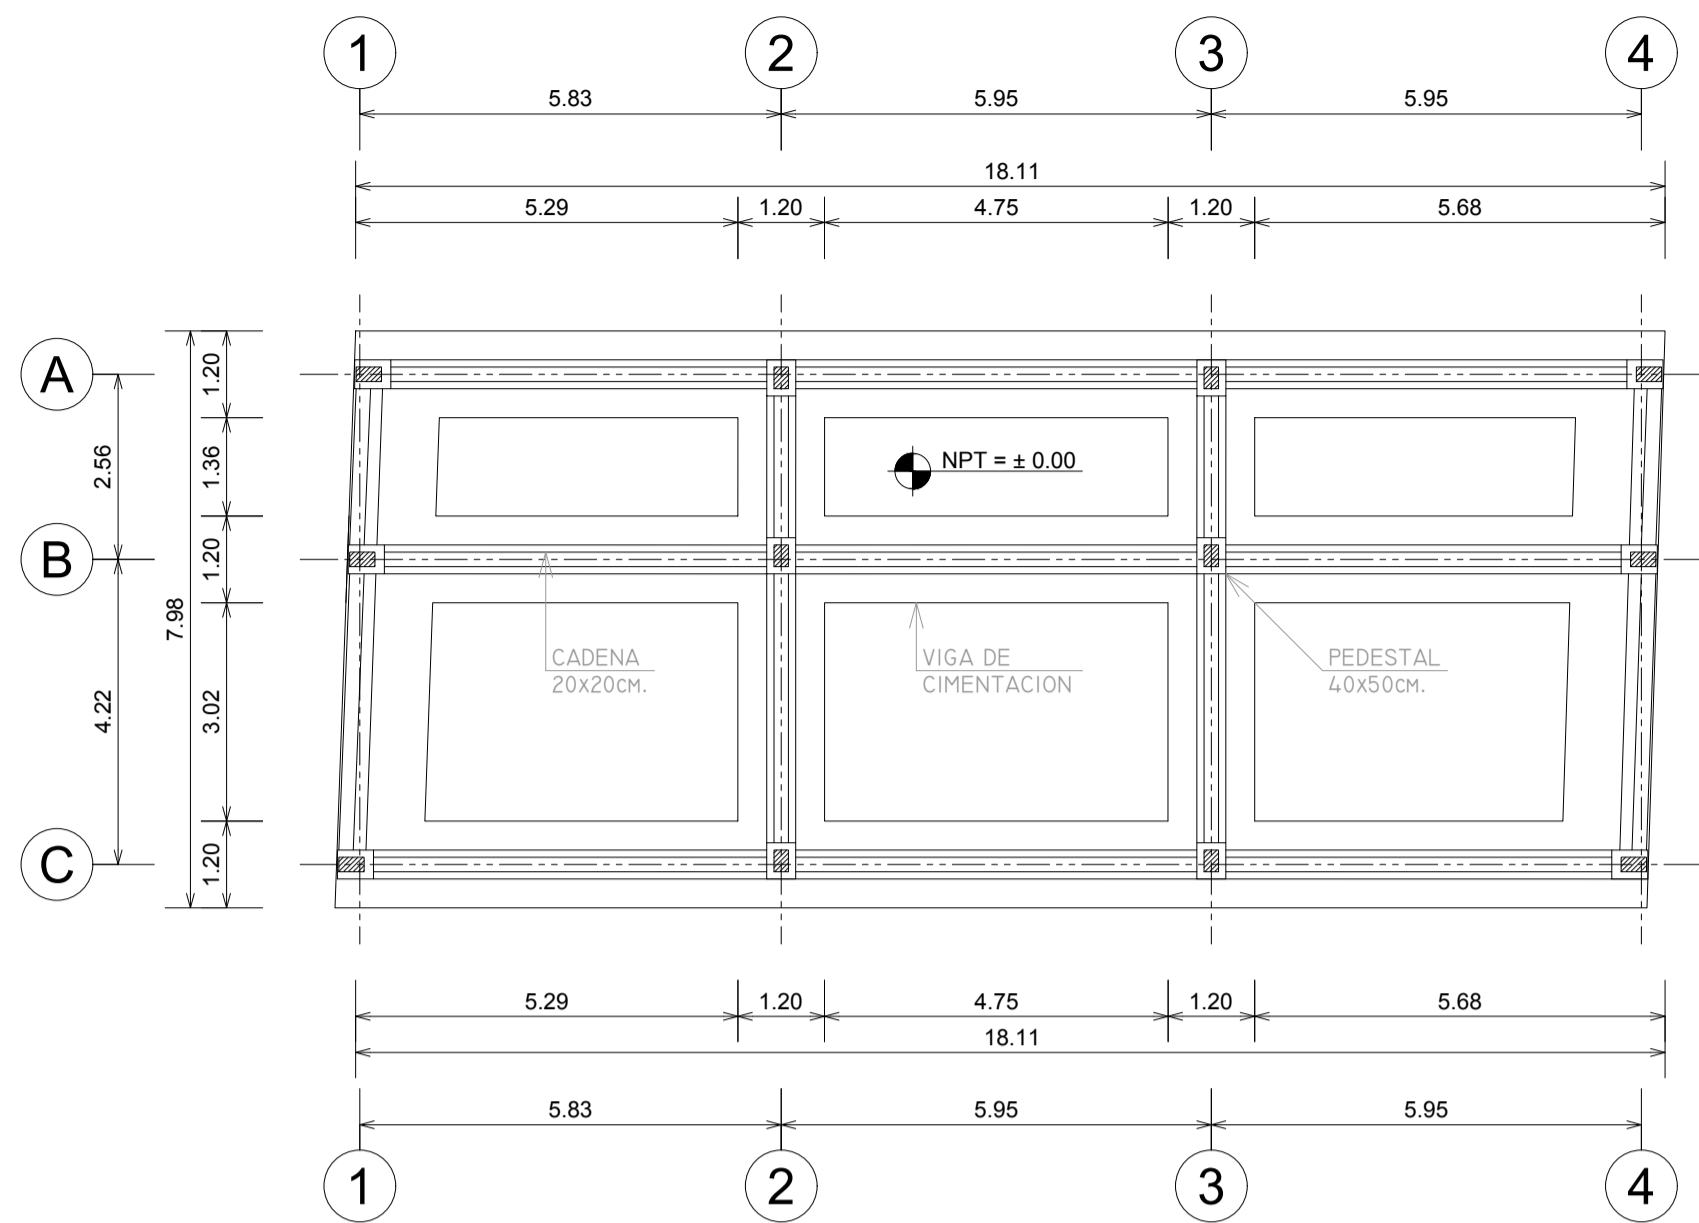 1 2 3 4
5.83 5.95 5.95
18.11
5.29 1.20 4.75 1.20 5.68
A
1.20
2.56
1.36
NPT = ± 0.00
B
1.20
7.98
4.22
3.02
CADENA
20x20CM.
VIGA DE
CIMENTACION
PEDESTAL
40x50CM.
C
1.20
5.29 1.20 4.75 1.20 5.68
18.11
5.83 5.95 5.95
1 2 3 4